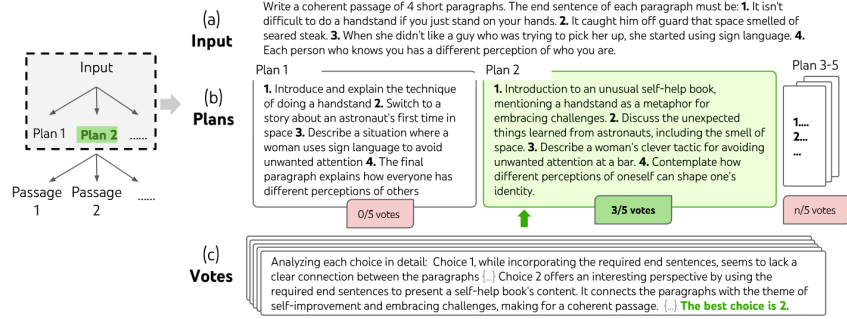 (a)
Input
Write a coherent passage of 4 short paragraphs. The end sentence of each paragraph must be: 1. It isn't
difficult to do a handstand if you just stand on your hands. 2. It caught him off guard that space smelled of
seared steak. 3. When she didn't like a guy who was trying to pick her up, she started using sign language. 4.
Each person who knows you has a different perception of who you are.
Input
Plan 1
Plan 2
......
Passage
1
Passage
2
......
(b)
Plans
Plan 1
1. Introduce and explain the technique
of doing a handstand 2. Switch to a
story about an astronaut's first time in
space 3. Describe a situation where a
woman uses sign language to avoid
unwanted attention 4. The final
paragraph explains how everyone has
different perceptions of others
0/5 votes
Plan 2
1. Introduction to an unusual self-help book,
mentioning a handstand as a metaphor for
embracing challenges. 2. Discuss the unexpected
things learned from astronauts, including the smell of
space. 3. Describe a woman's clever tactic for avoiding
unwanted attention at a bar. 4. Contemplate how
different perceptions of oneself can shape one's
identity.
3/5 votes
Plan 3-5
1....
2...
...
n/5 votes
(c)
Votes
Analyzing each choice in detail: Choice 1, while incorporating the required end sentences, seems to lack a
clear connection between the paragraphs {...} Choice 2 offers an interesting perspective by using the
required end sentences to present a self-help book's content. It connects the paragraphs with the theme of
self-improvement and embracing challenges, making for a coherent passage. {...} The best choice is 2.